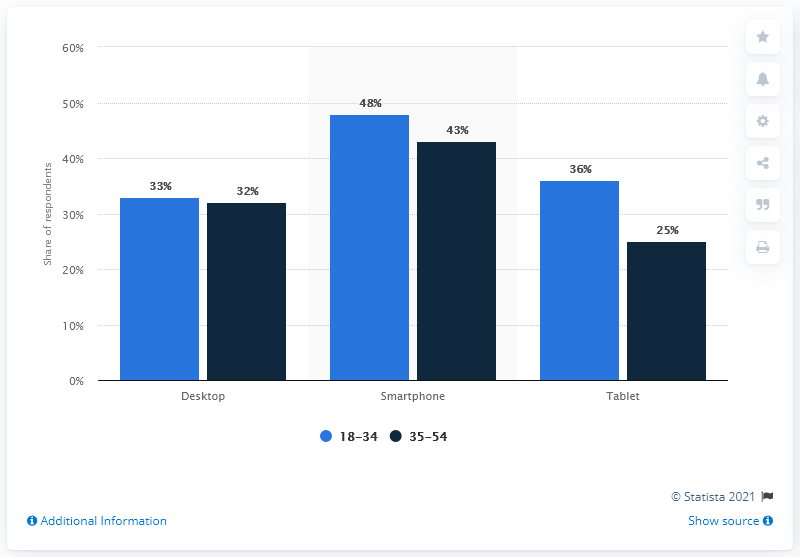 60%
50%
40%
30%
20%
10%
0%
Share of respondents
33%
32%
48%
43%
36%
25%
Desktop
Smartphone
Tablet
18–34
35–54
© Statista 2021
Additional Information
Show source